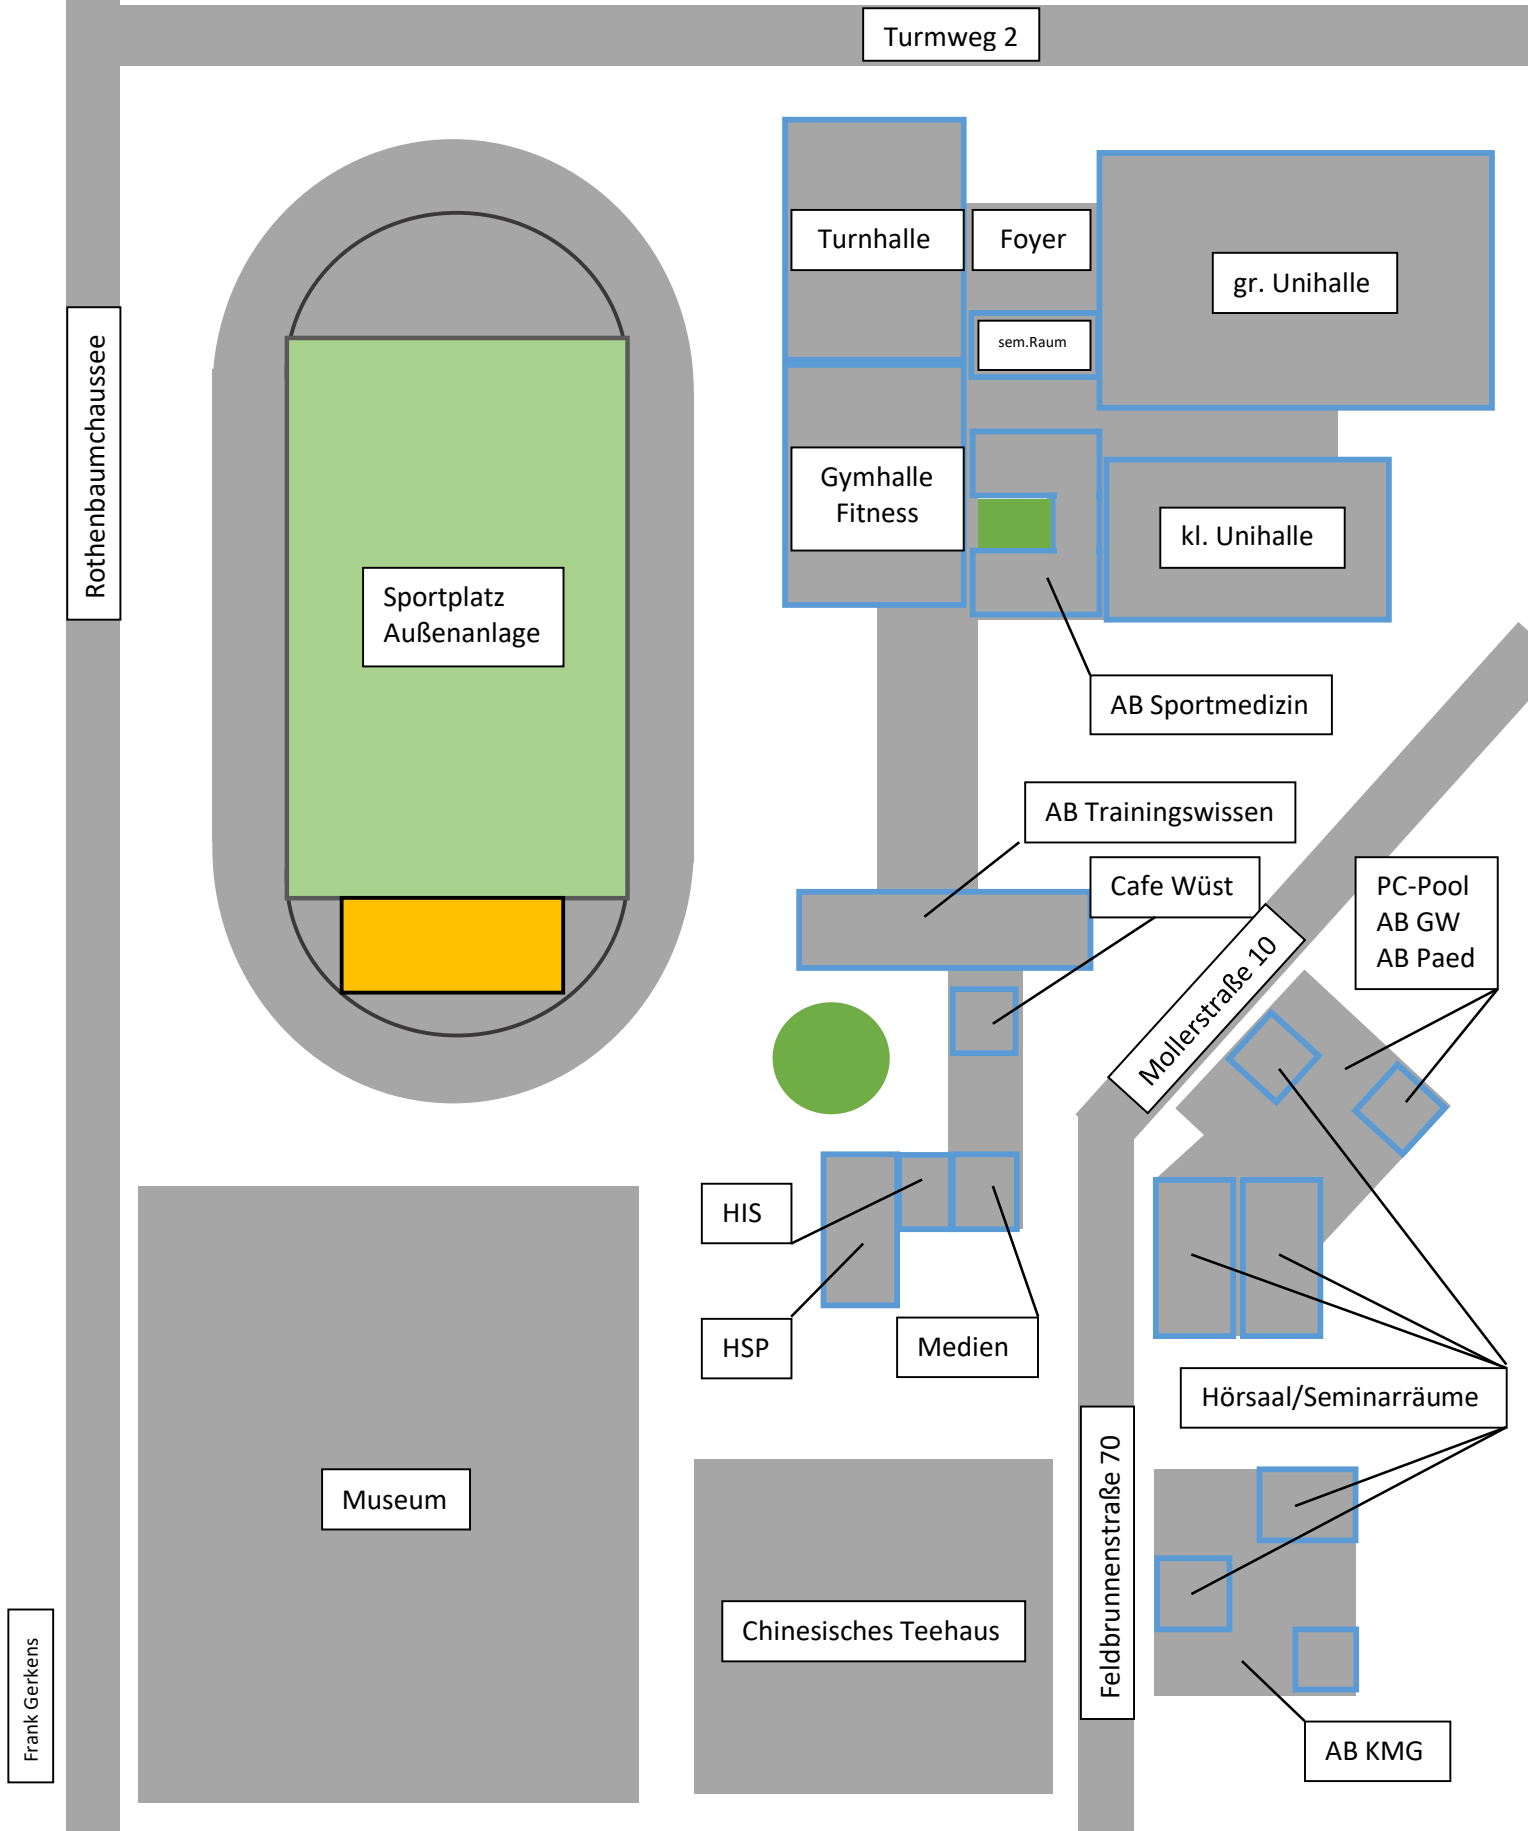 Turmweg 2
Turnhalle
Foyer
gr. Unihalle
sem.Raum
Rothenbaumchaussee
Gymhalle
Fitness
kl. Unihalle
Sportplatz
Außenanlage
AB Sportmedizin
AB Trainingswissen
Cafe Wüst
PC-Pool
AB GW
AB Paed
Mollerstraße 10
HIS
HSP
Medien
Hörsaal/Seminarräume
Museum
Feldbrunnenstraße 70
Chinesisches Teehaus
Frank Gerkens
AB KMG